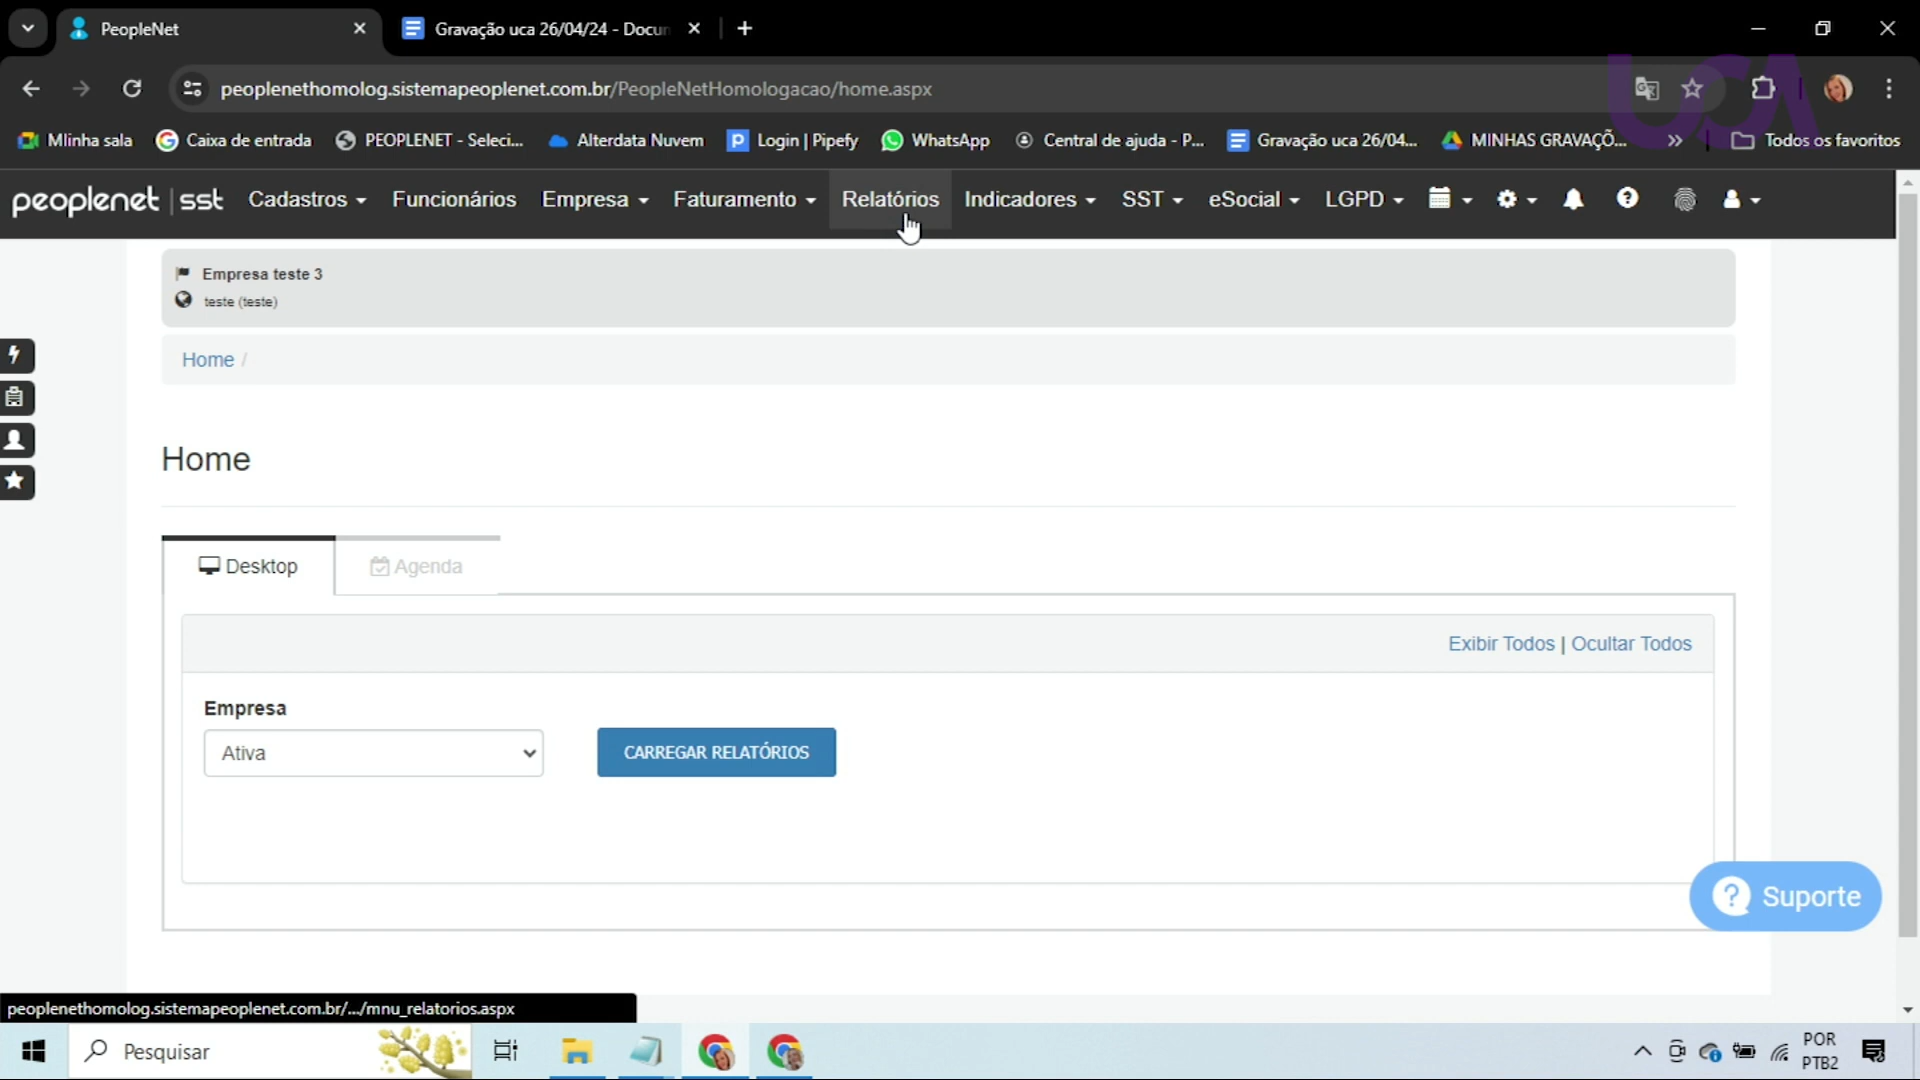 PeopleNet
Gravação uca 26/04/24 - Docun
peoplenethomolog.sistemapeoplenet.com.br/PeopleNetHomologacao/home.aspx
UCA
MIinha sala
Caixa de entrada
PEOPLENET - Seleci...
Alterdata Nuvem
Login | Pipefy
WhatsApp
Central de ajuda - P...
Gravação uca 26/04...
MINHAS GRAVAÇÕ...
»
Todos os favoritos
peoplenet | sst
Cadastros
Funcionários
Empresa
Faturamento
Relatórios
Indicadores
SST
eSocial
LGPD
Empresa teste 3
teste (teste)
Home /
Home
Desktop
Agenda
Exibir Todos | Ocultar Todos
Empresa
Ativa
CARREGAR RELATÓRIOS
Suporte
peoplenethomolog.sistemapeoplenet.com.br/.../mnu_relatorios.aspx
Pesquisar
POR
PTB2